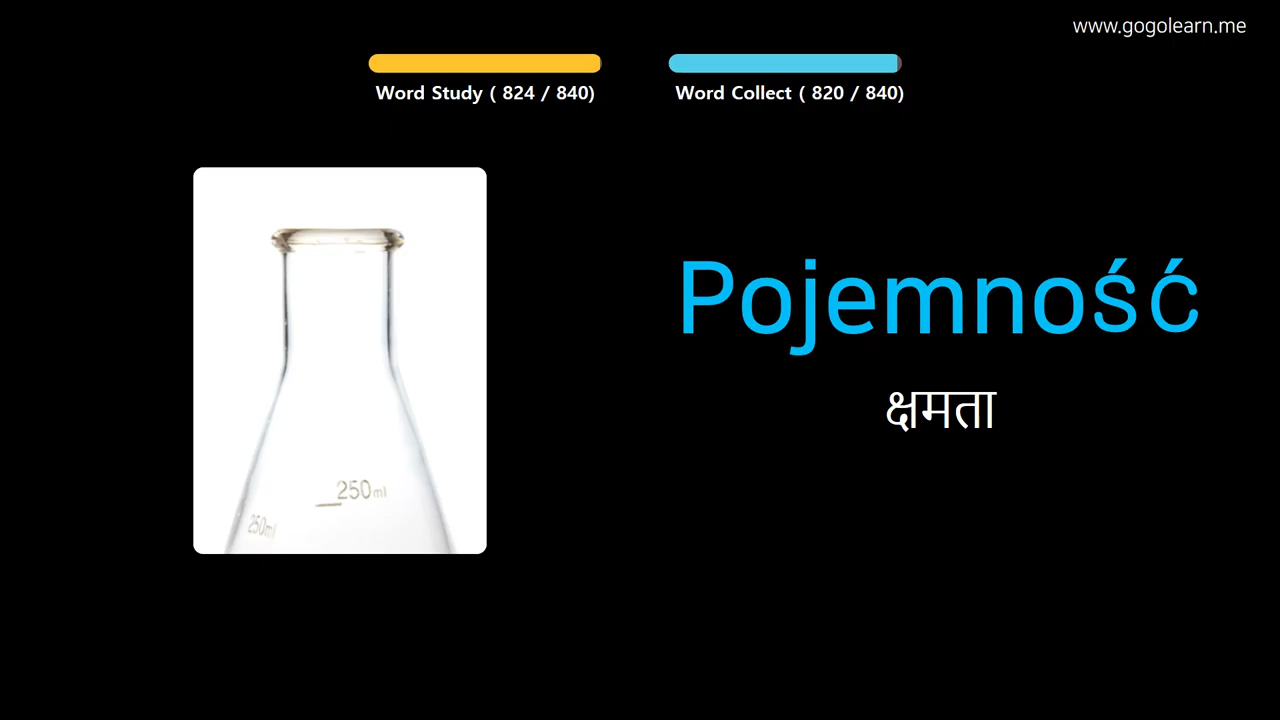 www.gogolearn.me
Word Study ( 824 / 840)
Word Collect ( 820 / 840)
Pojemność
क्षमता
250ml
250ml